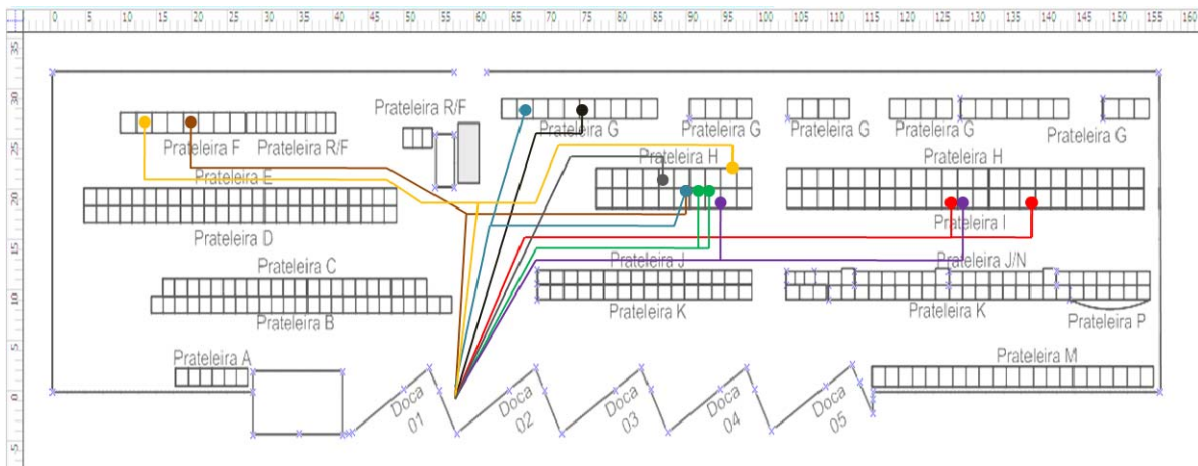 0 5 10 15 20 25 30 35 40 45 50 55 60 65 70 75 80 85 90 95 100 105 110 115 120 125 130 135 140 145 150 155 160
35
30
25
20
15
10
5
0
-5
Prateleira R/F
Prateleira F
Prateleira R/F
Prateleira G
Prateleira G
Prateleira G
Prateleira G
Prateleira G
Prateleira E
Prateleira H
Prateleira H
Prateleira D
Prateleira I
Prateleira C
Prateleira J
Prateleira J/N
Prateleira B
Prateleira K
Prateleira K
Prateleira P
Prateleira A
Prateleira M
Doca
01
Doca
02
Doca
03
Doca
04
Doca
05